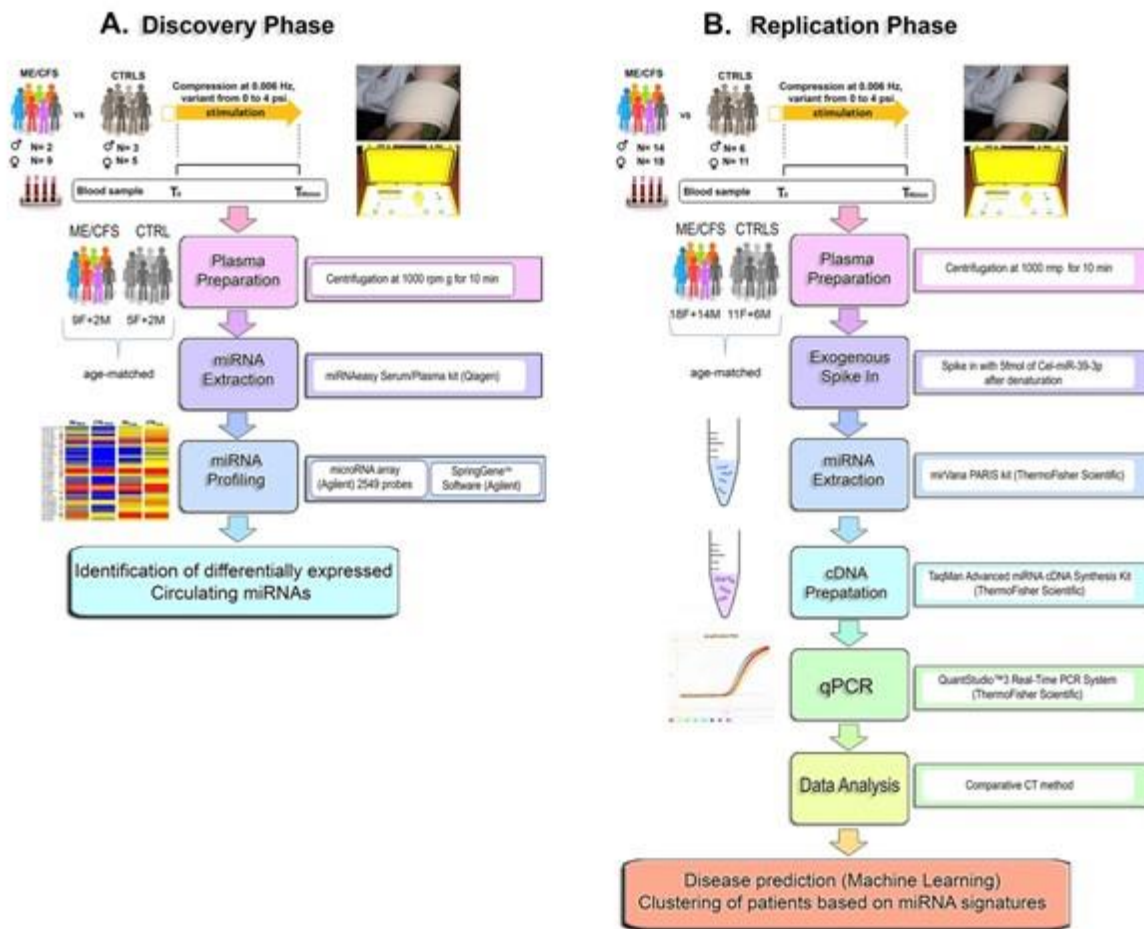 A. Discovery Phase
ME/CFS
CTRLS
vs
Compression at 0.006 Hz,
variant from 0 to 4 psi.
stimulation
♂ N= 2
♀ N= 9
♂ N= 3
♀ N= 5
Blood sample
ME/CFS CTRL
9F+2M 5F+2M
age-matched
Plasma
Preparation
Centrifugation at 1000 rpm g for 10 min
miRNA
Extraction
miRNAeasy Serum/Plasma kit (Qiagen)
miRNA
Profiling
microRNA array
(Agilent) 2549 probes
SpringGene™
Software (Agilent)
Identification of differentially expressed
Circulating miRNAs
B. Replication Phase
ME/CFS
CTRLS
vs
Compression at 0.006 Hz,
variant from 0 to 4 psi.
stimulation
♂ N= 14
♀ N= 18
♂ N= 6
♀ N= 11
Blood sample
ME/CFS CTRLS
18F+14M 11F+6M
age-matched
Plasma
Preparation
Centrifugation at 1000 rmp for 10 min
Exogenous
Spike In
Spike in with 5fmol of Cel-miR-39-3p
after denaturation
miRNA
Extraction
mirVana PARIS kit (ThermoFisher Scientific)
cDNA
Prepatation
TaqMan Advanced miRNA cDNA Synthesis Kit
(ThermoFisher Scientific)
qPCR
QuantStudio™3 Real-Time PCR System
(ThermoFisher Scientific)
Data Analysis
Comparative CT method
Disease prediction (Machine Learning)
Clustering of patients based on miRNA signatures